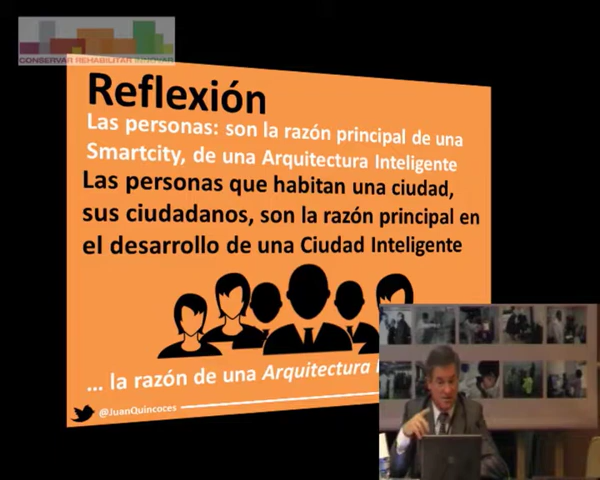 CONSERVAR REHABILITAR INNOVAR
Reflexión
Las personas: son la razón principal de una
Smartcity, de una Arquitectura Inteligente
Las personas que habitan una ciudad,
sus ciudadanos, son la razón principal en
el desarrollo de una Ciudad Inteligente
... la razón de una Arquitectura
@JuanQuincoces